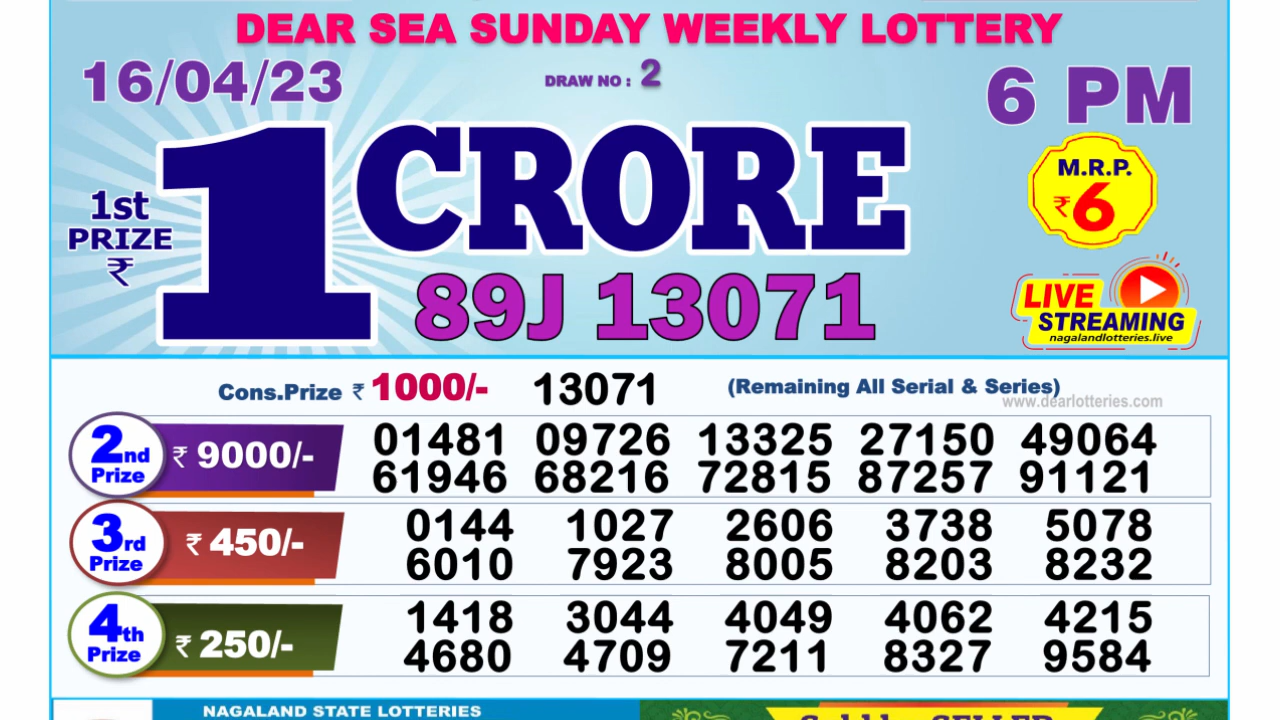 DEAR SEA SUNDAY WEEKLY LOTTERY
16/04/23
DRAW NO : 2
6 PM
1st
PRIZE
₹
1 CRORE
M.R.P.
₹6
89J 13071
LIVE
STREAMING
nagalandlotteries.live
Cons.Prize ₹ 1000/- 13071 (Remaining All Serial & Series)
www.dearlotteries.com
2nd Prize ₹ 9000/-
01481 09726 13325 27150 49064
61946 68216 72815 87257 91121
3rd Prize ₹ 450/-
0144 1027 2606 3738 5078
6010 7923 8005 8203 8232
4th Prize ₹ 250/-
1418 3044 4049 4062 4215
4680 4709 7211 8327 9584
NAGALAND STATE LOTTERIES